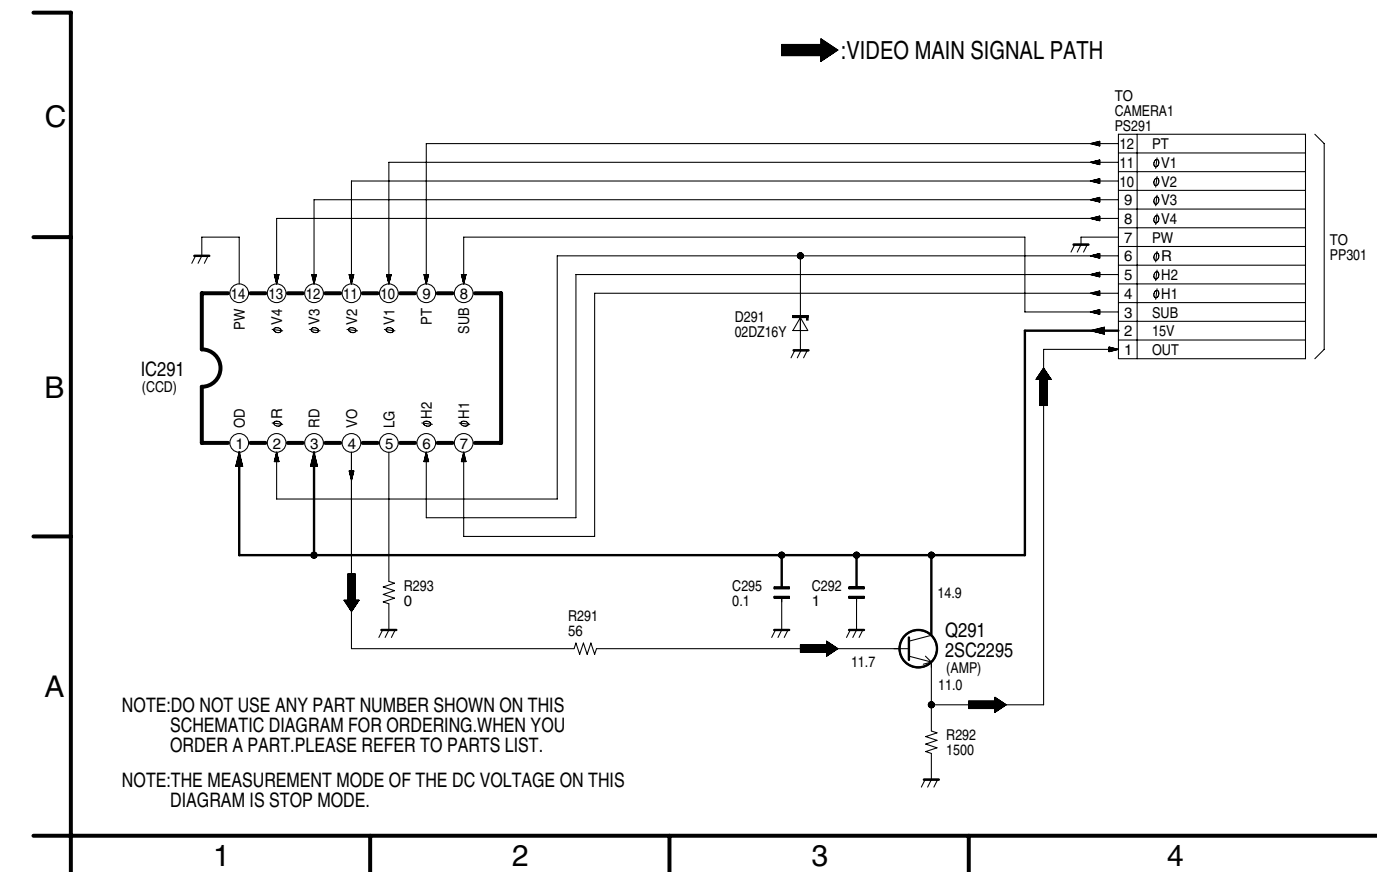 :VIDEO MAIN SIGNAL PATH
C
TO
CAMERA1
PS291
12 PT
11 ϕV1
10 ϕV2
9 ϕV3
8 ϕV4
7 PW
6 ϕR
5 ϕH2
4 ϕH1
3 SUB
2 15V
1 OUT
TO
PP301
14 13 12 11 10 9 8
PW ϕV4 ϕV3 ϕV2 ϕV1 PT SUB
D291
02DZ16Y
IC291
(CCD)
B
OD ϕR RD VO LG ϕH2 ϕH1
1 2 3 4 5 6 7
R293
0
R291
56
C295
0.1
C292
1
14.9
Q291
2SC2295
(AMP)
11.7
11.0
R292
1500
A
NOTE:DO NOT USE ANY PART NUMBER SHOWN ON THIS
SCHEMATIC DIAGRAM FOR ORDERING.WHEN YOU
ORDER A PART.PLEASE REFER TO PARTS LIST.
NOTE:THE MEASUREMENT MODE OF THE DC VOLTAGE ON THIS
DIAGRAM IS STOP MODE.
1 2 3 4